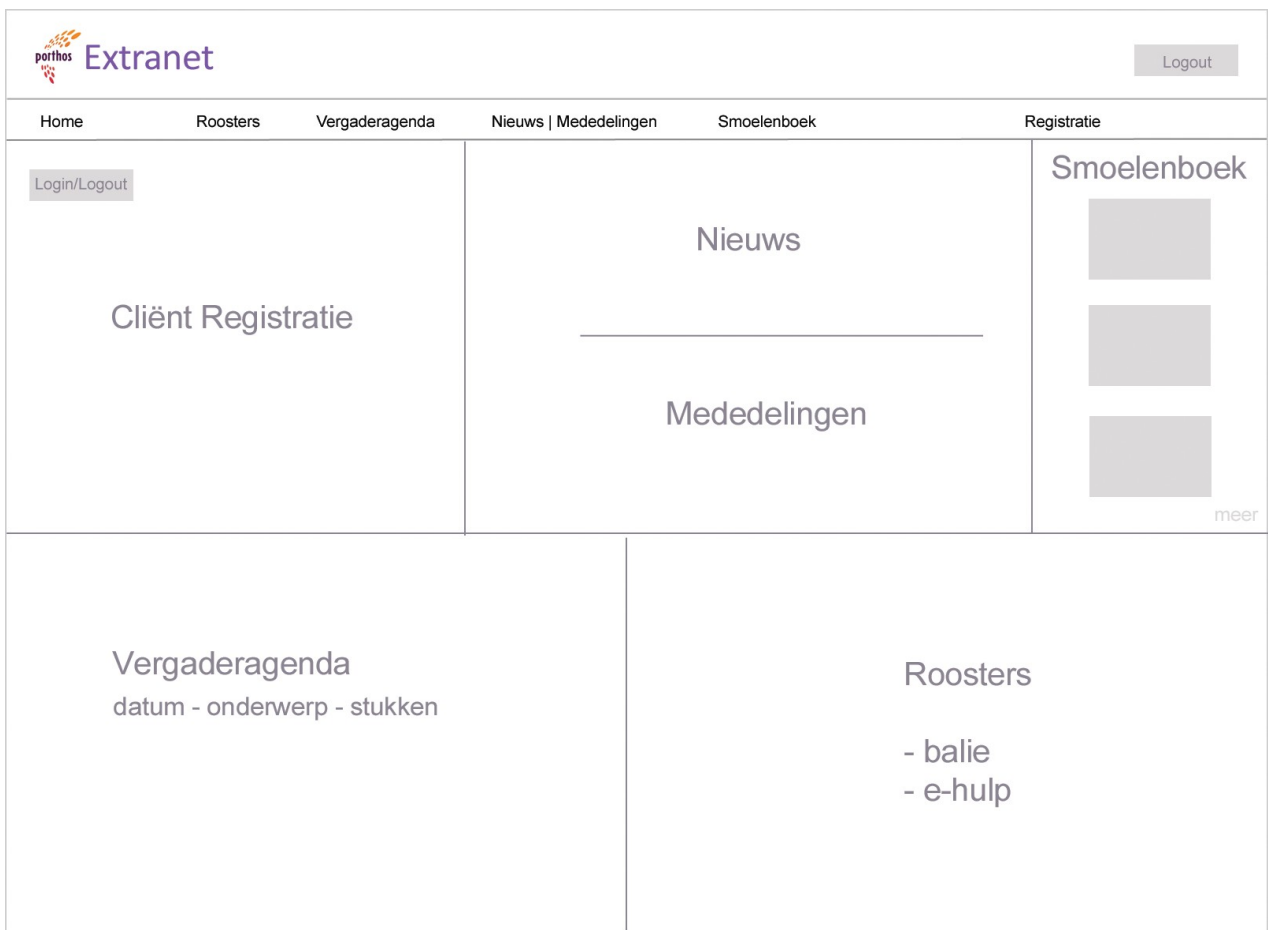 porthos Extranet
Logout
Home Roosters Vergaderagenda Nieuws | Mededelingen Smoelenboek Registratie
Login/Logout
Cliënt Registratie
Nieuws
Mededelingen
Smoelenboek
meer
Vergaderagenda
datum - onderwerp - stukken
Roosters
- balie
- e-hulp